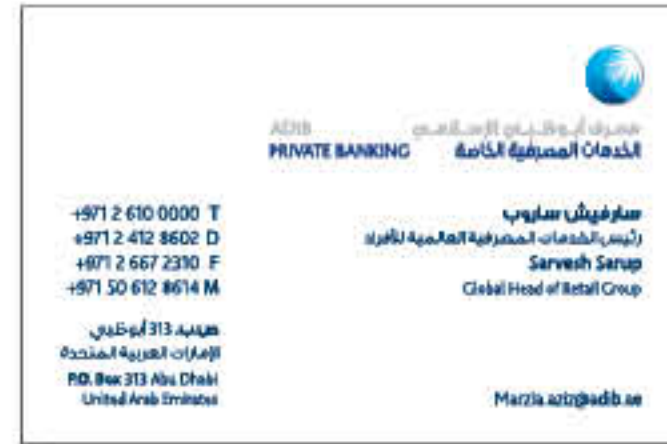 ADIB مصرف أبوظبي الإسلامي
PRIVATE BANKING الخدمات المصرفية الخاصة
سارفيش ساروب
رئيس الخدمات المصرفية العالمية للأفراد
Sarvesh Sarup
Global Head of Retail Group
+971 2 610 0000 T
+971 2 412 8602 D
+971 2 667 2310 F
+971 50 612 8614 M
ص.ب. 313 أبوظبي
الإمارات العربية المتحدة
P.O. Box 313 Abu Dhabi
United Arab Emirates
Marzia.aziz@adib.ae